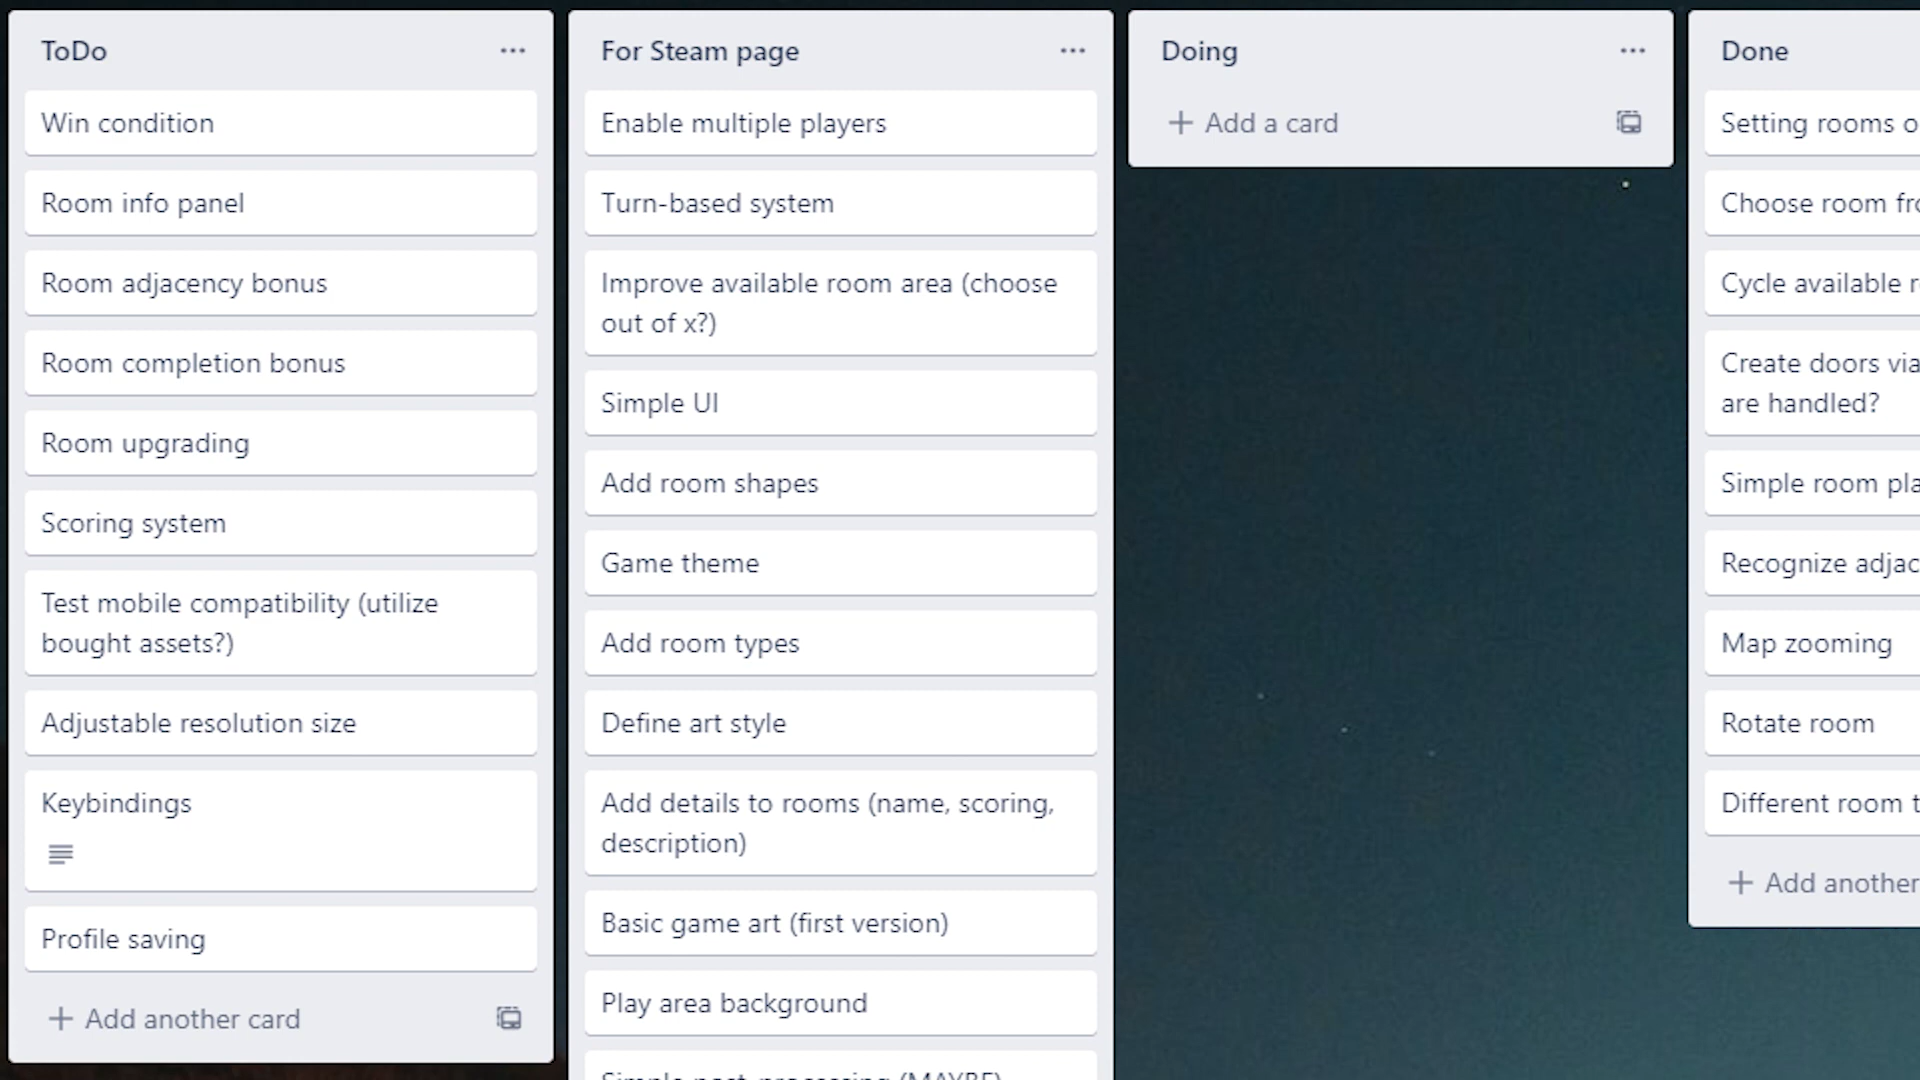 ToDo
Win condition
Room info panel
Room adjacency bonus
Room completion bonus
Room upgrading
Scoring system
Test mobile compatibility (utilize
bought assets?)
Adjustable resolution size
Keybindings
Profile saving
Add another card
For Steam page
Enable multiple players
Turn-based system
Improve available room area (choose
out of x?)
Simple UI
Add room shapes
Game theme
Add room types
Define art style
Add details to rooms (name, scoring,
description)
Basic game art (first version)
Play area background
Simple post-processing (MAYBE)
Doing
Add a card
Done
Setting rooms
Choose room
Cycle available
Create doors via
are handled?
Simple room
Recognize
Map zooming
Rotate room
Different room
Add another